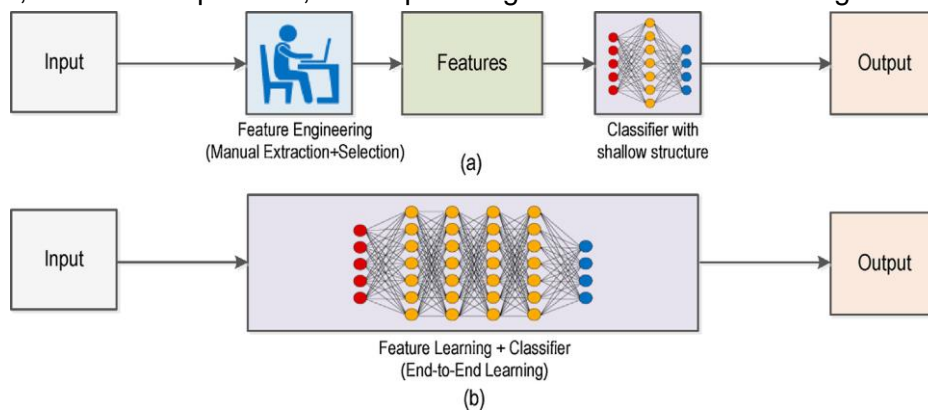 Input
Features
Output
Feature Engineering
(Manual Extraction+Selection)
Classifier with
shallow structure
(a)
Input
Output
Feature Learning + Classifier
(End-to-End Learning)
(b)